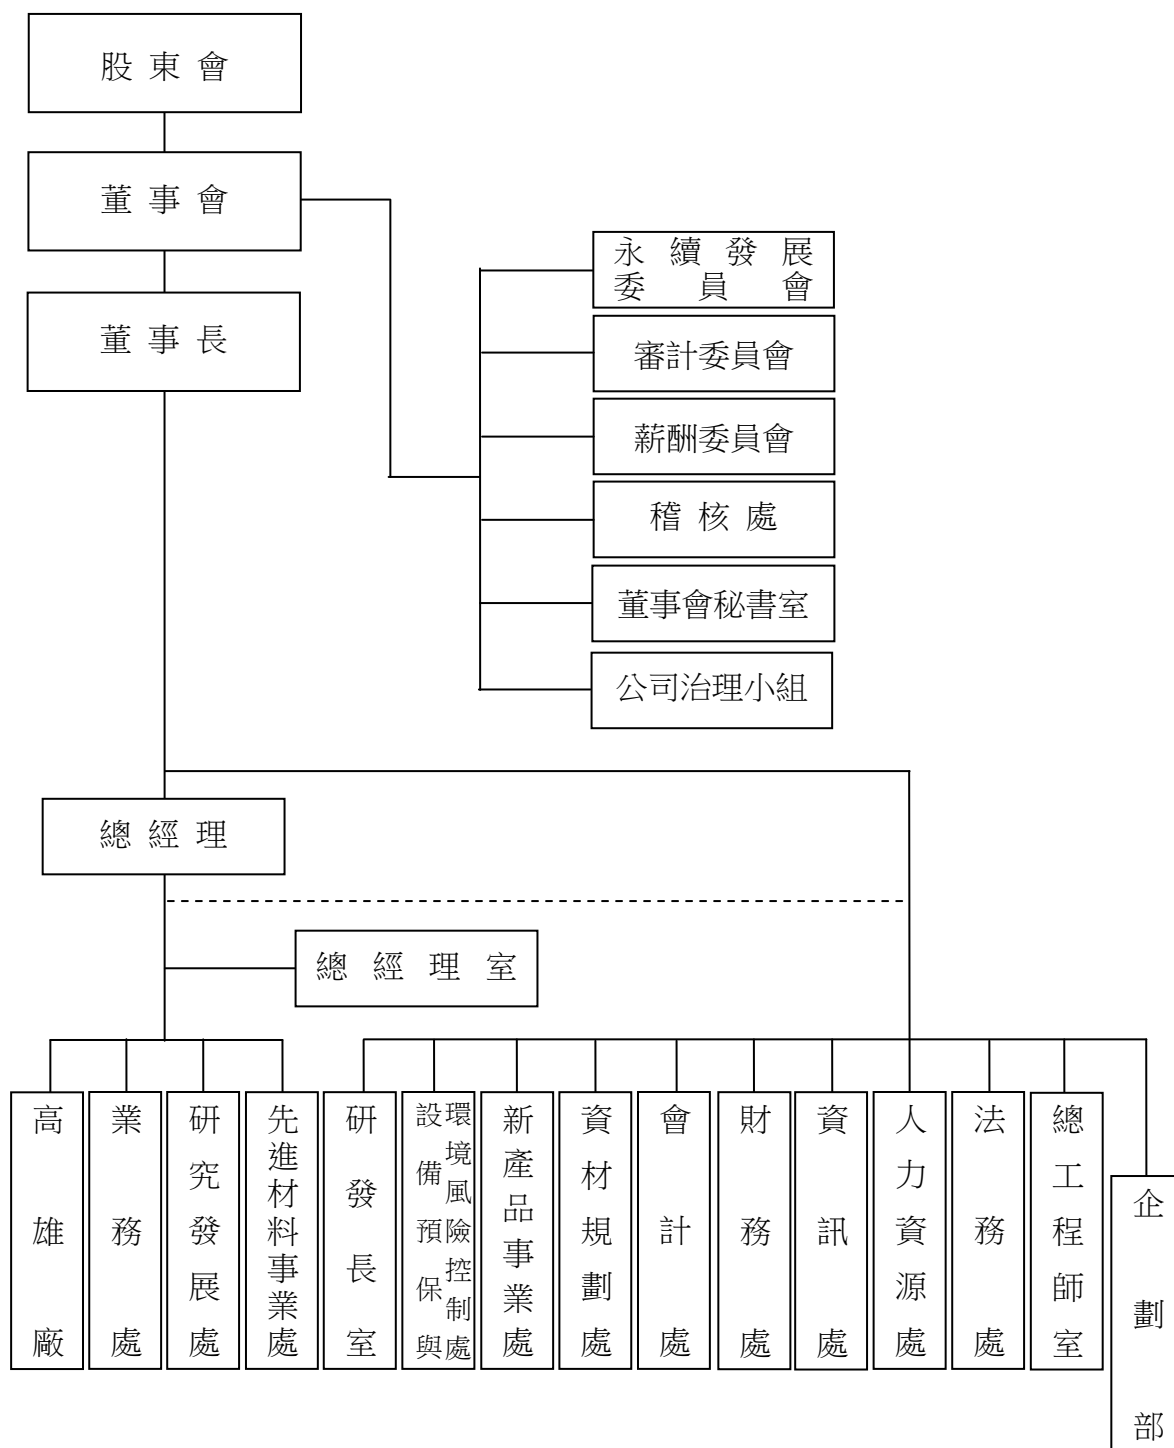 股東會
董事會
董事長
永續發展
委員會
審計委員會
薪酬委員會
稽核處
董事會秘書室
公司治理小組
總經理
總經理室
高雄廠
業務處
研究發展處
先進材料事業處
研發長室
設備預保與
環境風險控制處
新產品事業處
資材規劃處
會計處
財務處
資訊處
人力資源處
法務處
總工程師室
企劃部